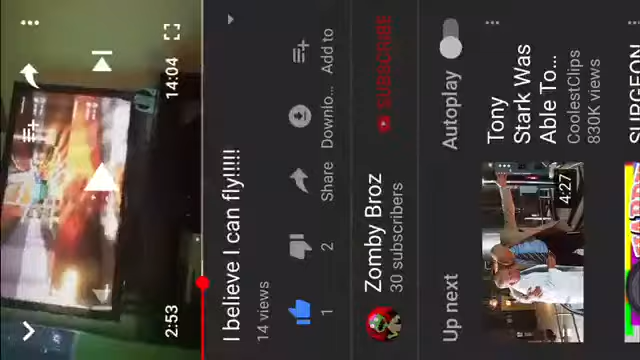 2:53
14:04
I believe I can fly!!!!!
14 views
1
2
Share
Downlo...
Add to
Zomby Broz
30 subscribers
SUBSCRIBE
Up next
Autoplay
4:27
Tony
Stark Was
Able To...
CoolestClips
830K views
SURGEON